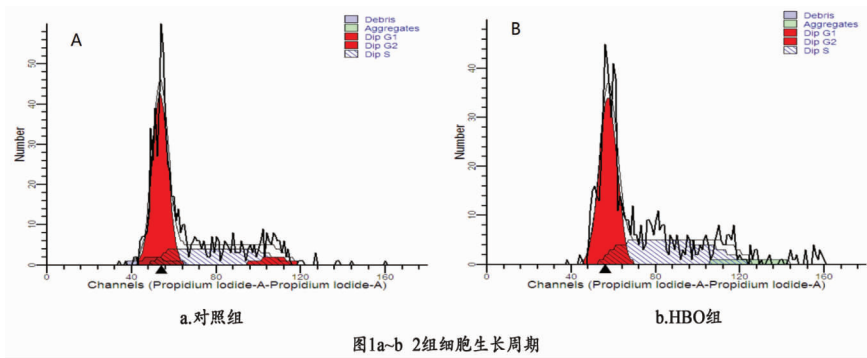 A
Debris
Aggregates
Dip G1
Dip G2
Dip S
Number
50
40
30
20
10
0
0 40 80 120 160
Channels (Propidium Iodide-A-Propidium Iodide-A)
a.对照组
B
Debris
Aggregates
Dip G1
Dip G2
Dip S
Number
40
30
20
10
0
0 40 80 120 160
Channels (Propidium Iodide-A-Propidium Iodide-A)
b.HBO组
图1a~b 2组细胞生长周期